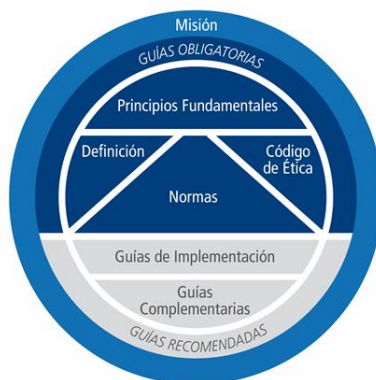 Misión
GUÍAS OBLIGATORIAS
Principios Fundamentales
Definición
Código
de Ética
Normas
Guías de Implementación
Guías
Complementarias
GUÍAS RECOMENDADAS